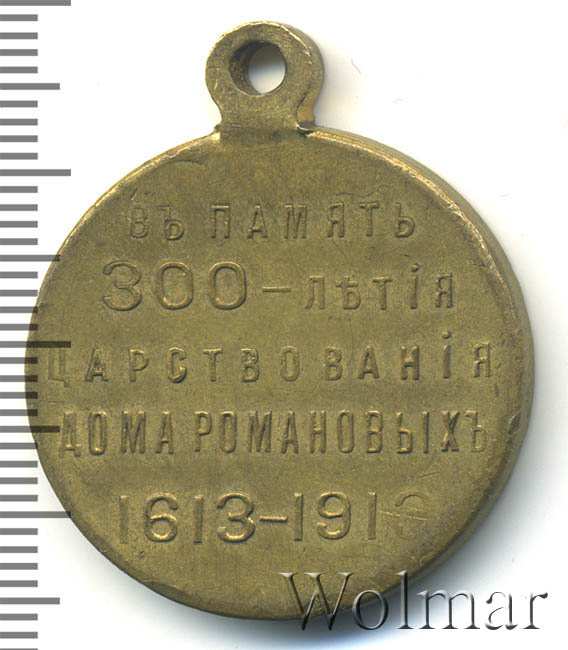 ВЪ ПАМЯТЬ
300-ЛѢТІЯ
ЦАРСТВОВАНІЯ
ДОМА РОМАНОВЫХЪ
1613-1913
Wolmar